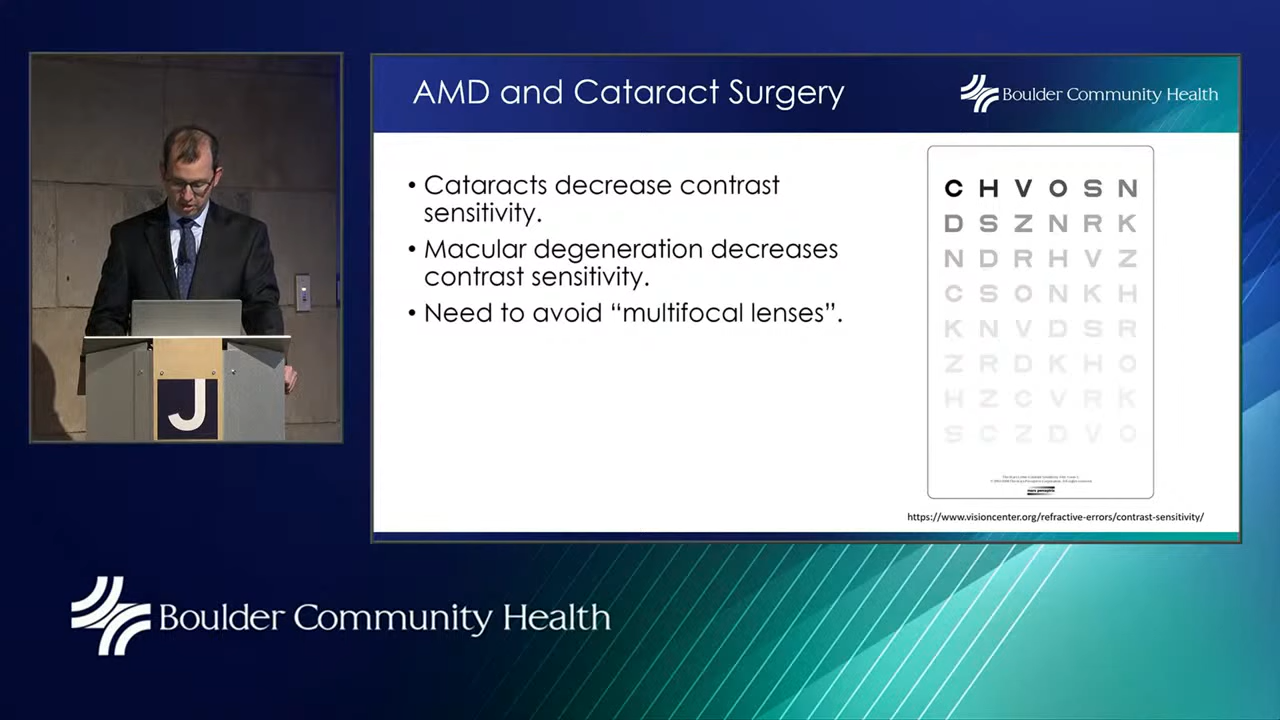 AMD and Cataract Surgery
Boulder Community Health
• Cataracts decrease contrast
sensitivity.
• Macular degeneration decreases
contrast sensitivity.
• Need to avoid “multifocal lenses”.
C H V O S N
D S Z N R K
N D R H V Z
C S O N K H
K N V D S R
Z R D K H O
H Z C V R K
S C Z D V O
https://www.visioncenter.org/refractive-errors/contrast-sensitivity/
J
Boulder Community Health